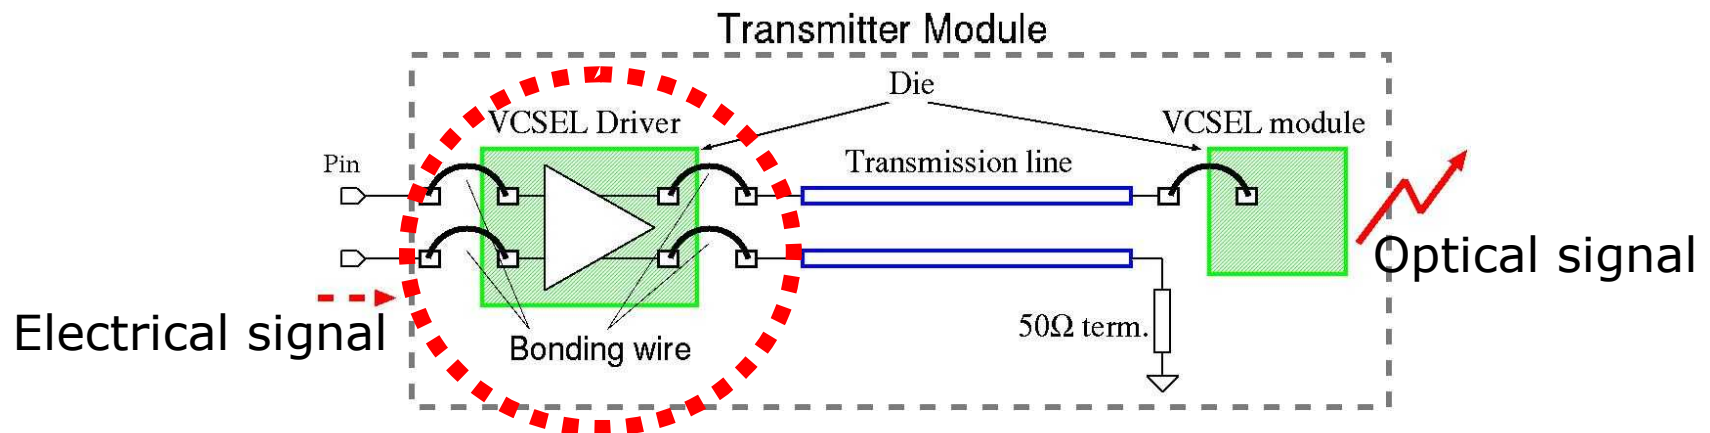 Transmitter Module
Die
VCSEL Driver
VCSEL module
Pin
Transmission line
Optical signal
Electrical signal
50Ω term.
Bonding wire